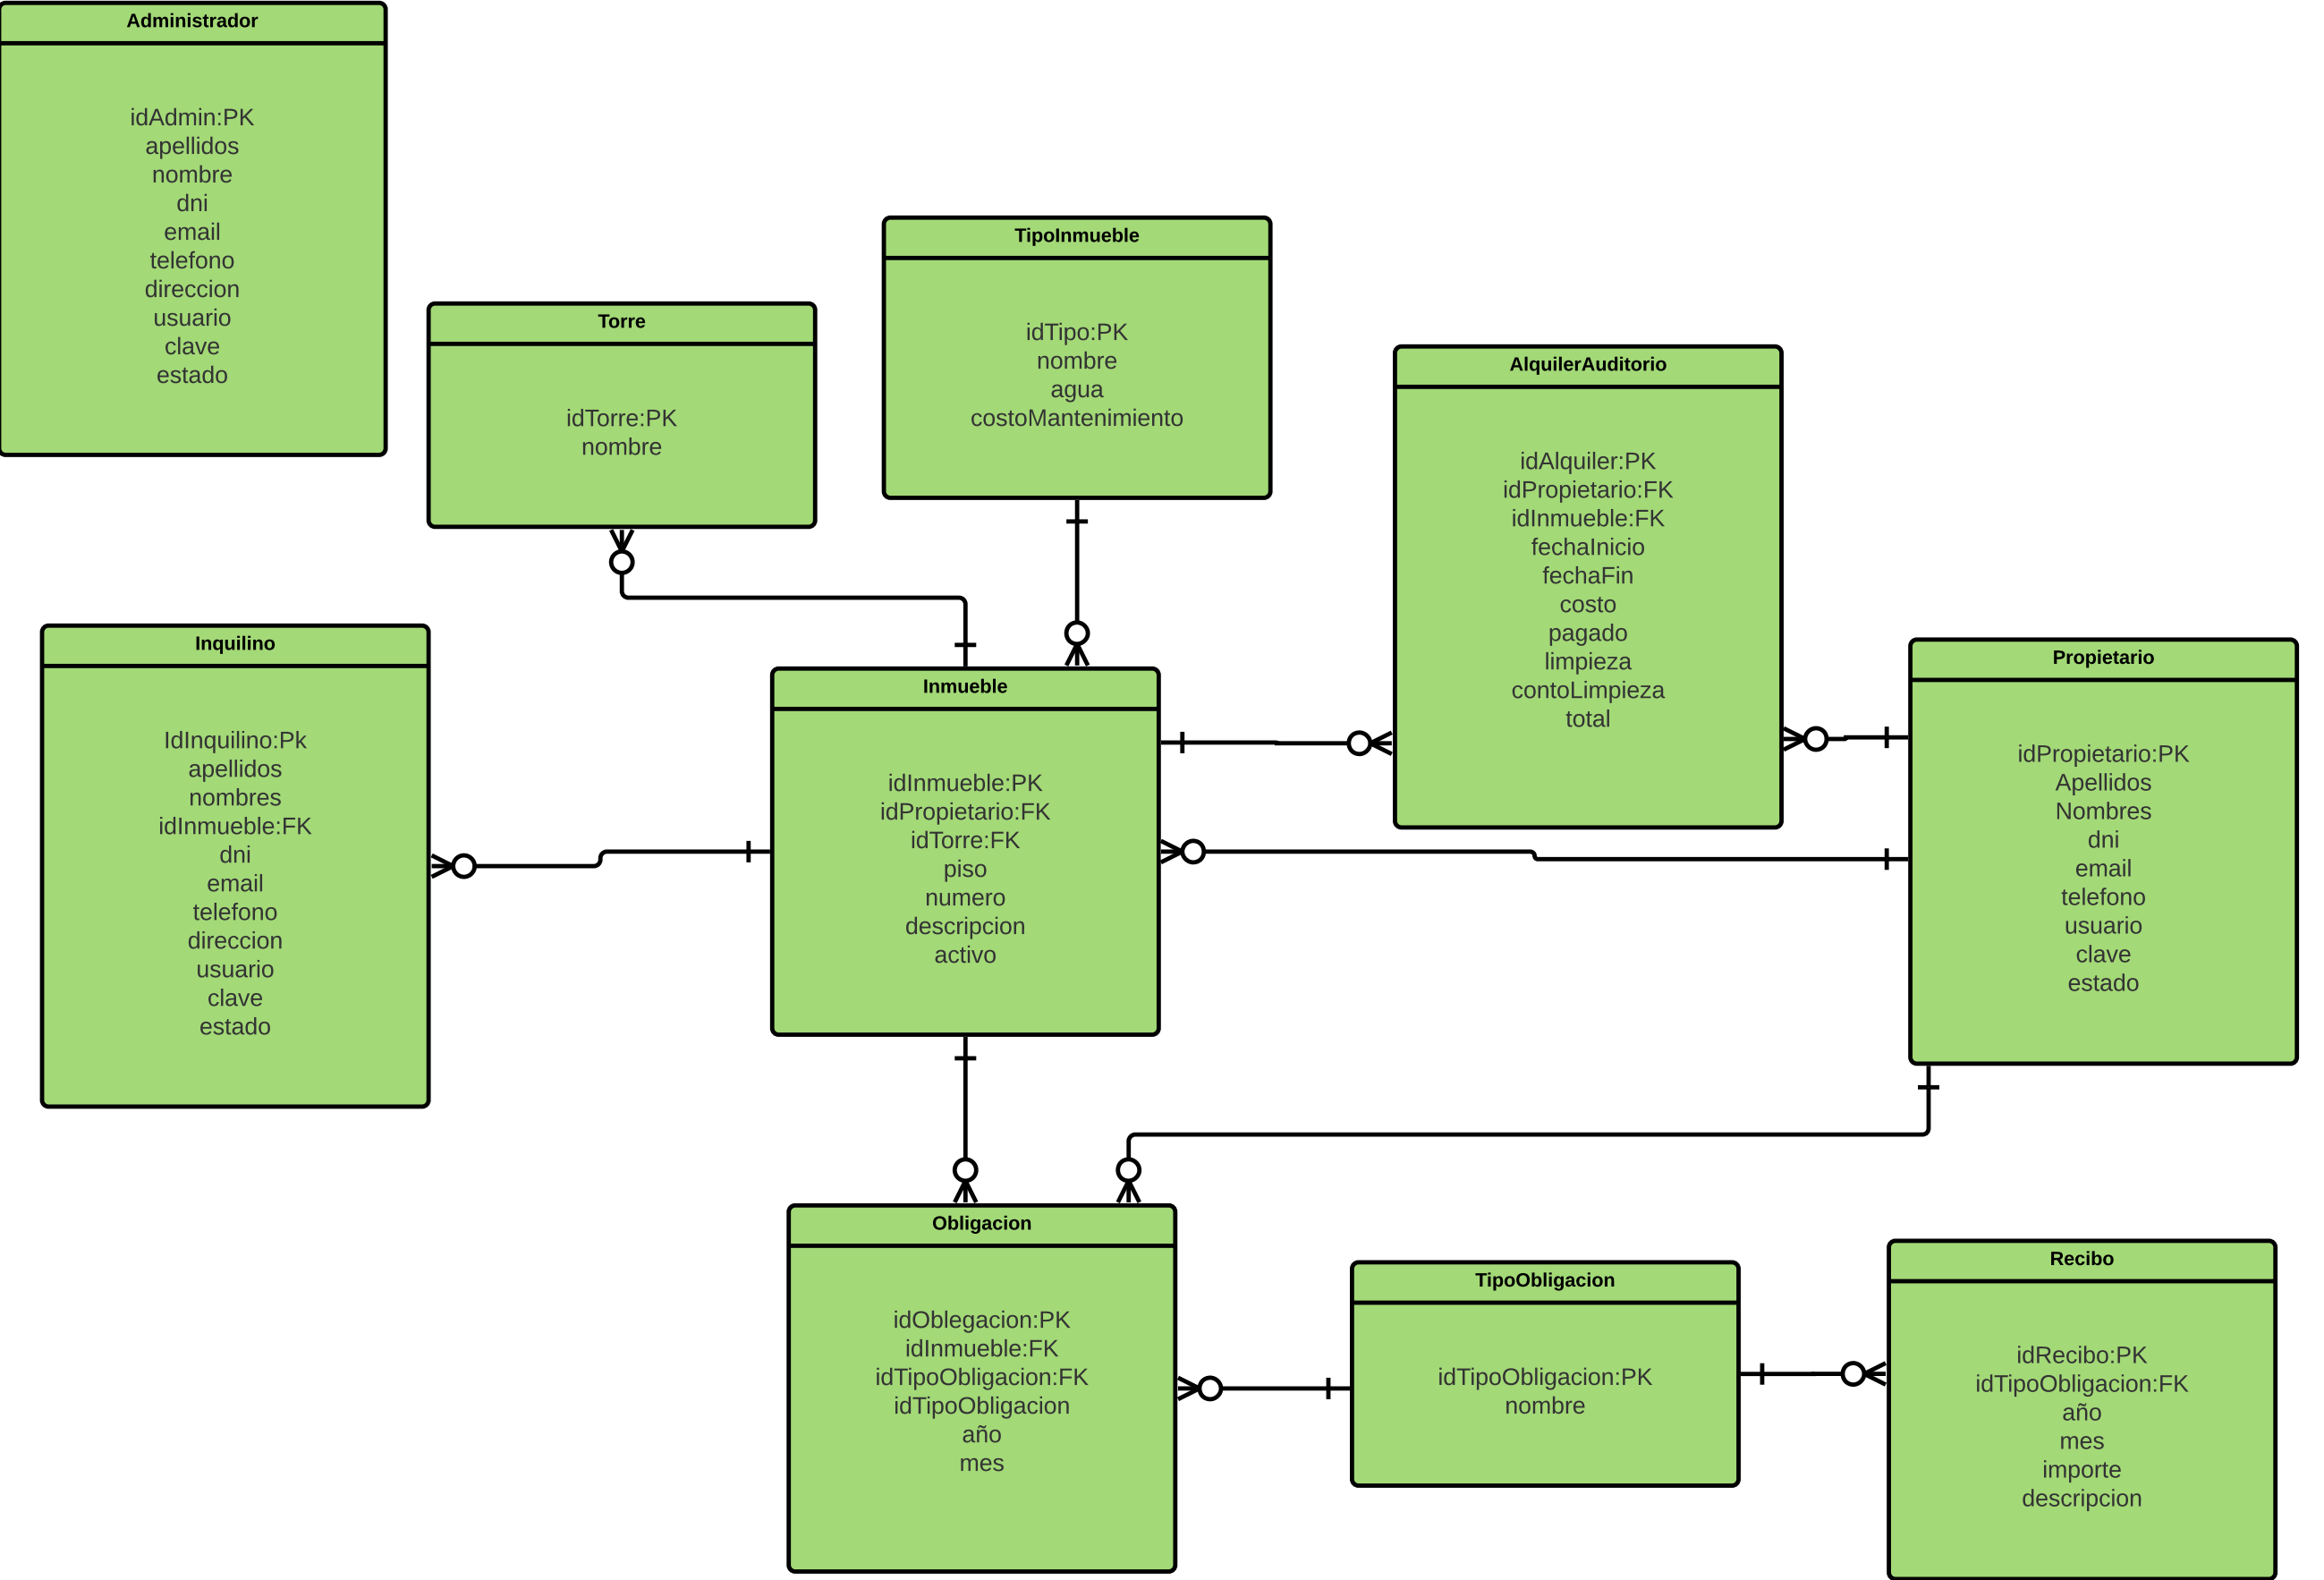 Administrador
idAdmin:PK
apellidos
nombre
dni
email
telefono
direccion
usuario
clave
estado
Torre
idTorre:PK
nombre
TipoInmueble
idTipo:PK
nombre
agua
costoMantenimiento
AlquilerAuditorio
idAlquiler:PK
idPropietario:FK
idInmueble:FK
fechaInicio
fechaFin
costo
pagado
limpieza
contoLimpieza
total
Inquilino
IdInquilino:Pk
apellidos
nombres
idInmueble:FK
dni
email
telefono
direccion
usuario
clave
estado
Inmueble
idInmueble:PK
idPropietario:FK
idTorre:FK
piso
numero
descripcion
activo
Propietario
idPropietario:PK
Apellidos
Nombres
dni
email
telefono
usuario
clave
estado
Obligacion
idOblegacion:PK
idInmueble:FK
idTipoObligacion:FK
idTipoObligacion
año
mes
TipoObligacion
idTipoObligacion:PK
nombre
Recibo
idRecibo:PK
idTipoObligacion:FK
año
mes
importe
descripcion